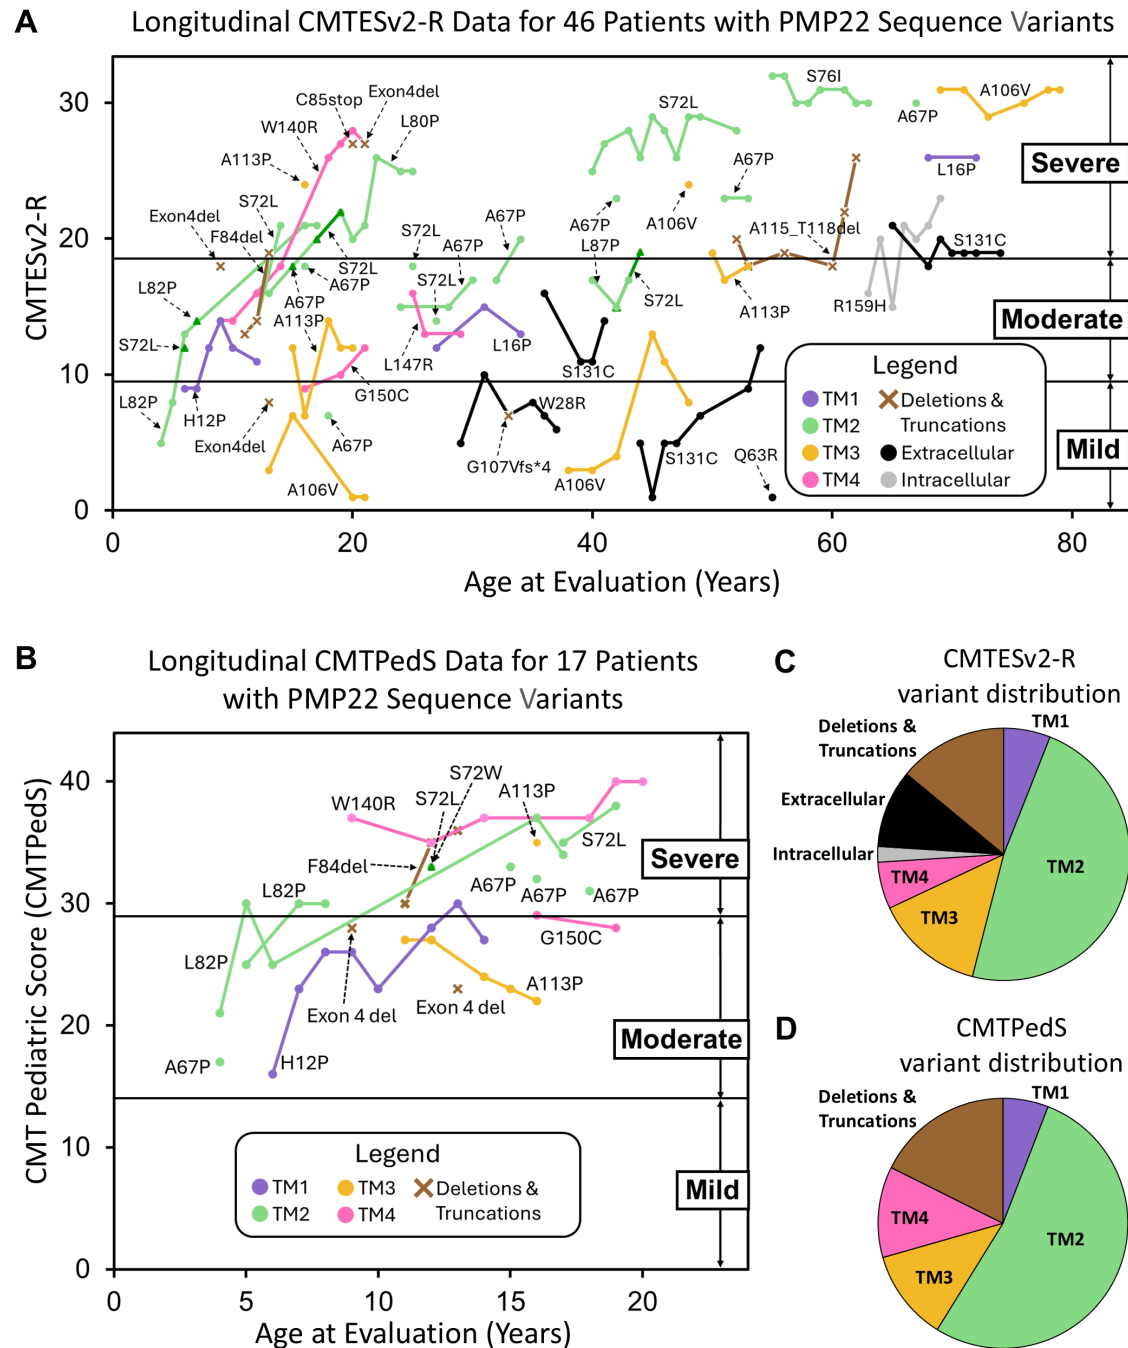 A
Longitudinal CMTESv2-R Data for 46 Patients with PMP22 Sequence Variants
CMTESv2-R
30
20
10
0
0
20
40
60
80
Age at Evaluation (Years)
C85stop
Exon4del
W140R
L80P
A113P
S72L
Exon4del
F84del
L82P
S72L
A67P
A67P
S72L
L82P
H12P
A113P
Exon4del
A67P
G150C
A106V
S72L
A67P
S72L
L147R
L16P
A67P
L87P
S72L
S131C
W28R
G107Vfs*4
A106V
S131C
Q63R
S72L
A67P
A106V
A115_T118del
A113P
S76I
A67P
A106V
L16P
S131C
R159H
Severe
Moderate
Mild
Legend
TM1
TM2
TM3
TM4
Deletions &
Truncations
Extracellular
Intracellular
B
Longitudinal CMTPedS Data for 17 Patients
with PMP22 Sequence Variants
CMT Pediatric Score (CMTPedS)
40
30
20
10
0
0
5
10
15
20
Age at Evaluation (Years)
S72W
S72L
A113P
W140R
F84del
S72L
L82P
A67P
A67P
A67P
L82P
G150C
Exon 4 del
Exon 4 del
A113P
A67P
H12P
Severe
Moderate
Mild
Legend
TM1
TM2
TM3
TM4
Deletions &
Truncations
C
CMTESv2-R
variant distribution
Deletions &
Truncations
TM1
Extracellular
Intracellular
TM4
TM3
TM2
D
CMTPedS
variant distribution
Deletions &
Truncations
TM1
TM4
TM3
TM2